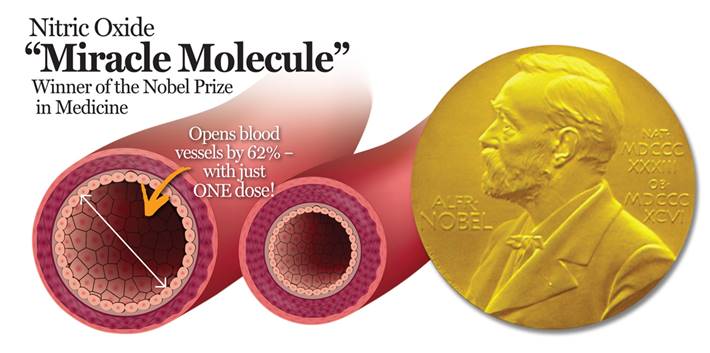 Nitric Oxide
“Miracle Molecule”
Winner of the Nobel Prize
in Medicine
Opens blood
vessels by 62% –
with just
ONE dose!
ALFR·
NOBEL
NAT·
MDCCC
XXXIII
OB·
MDCCC
XCVI